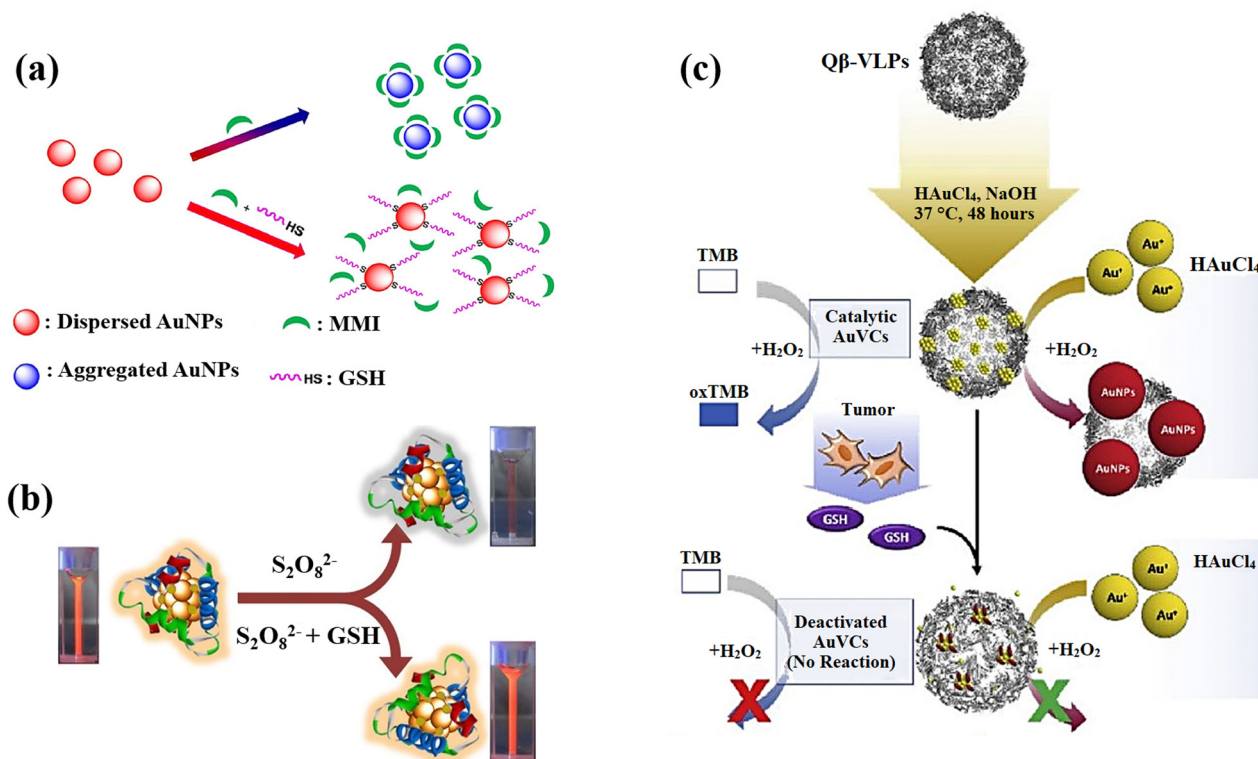 (a)
+
HS
S S
S S
S S
S S
S S
S S
S S
S S
: Dispersed AuNPs
: MMI
: Aggregated AuNPs
HS : GSH
(b)
S₂O₈²⁻
S₂O₈²⁻ + GSH
(c)
Qβ-VLPs
HAuCl₄, NaOH
37 °C, 48 hours
TMB
Au⁺
Au⁺
Au⁺
HAuCl₄
Catalytic
AuVCs
+H₂O₂
+H₂O₂
oxTMB
Tumor
AuNPs
AuNPs
AuNPs
GSH
GSH
TMB
Au⁺
Au⁺
Au⁺
HAuCl₄
Deactivated
AuVCs
(No Reaction)
+H₂O₂
+H₂O₂
X
X